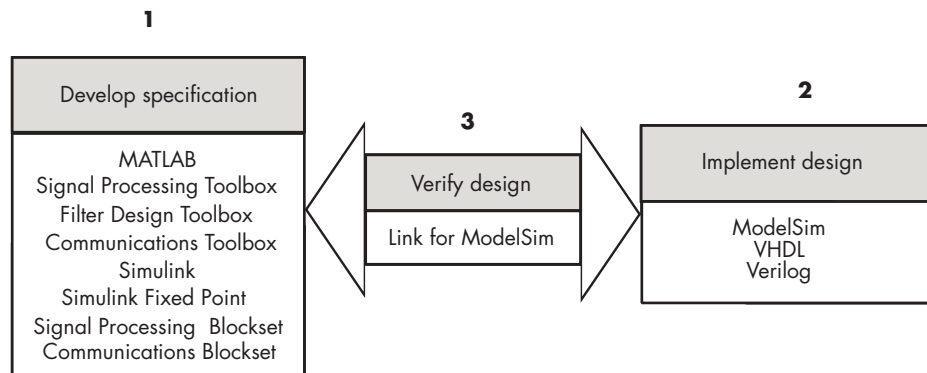 1
Develop specification
MATLAB
Signal Processing Toolbox
Filter Design Toolbox
Communications Toolbox
Simulink
Simulink Fixed Point
Signal Processing Blockset
Communications Blockset
3
Verify design
Link for ModelSim
2
Implement design
ModelSim
VHDL
Verilog